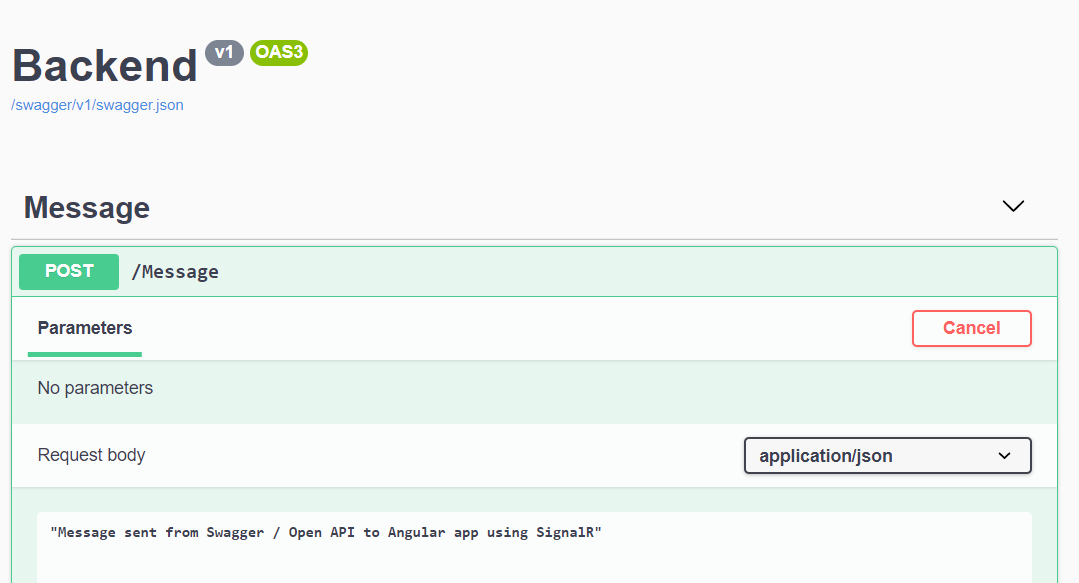 Backend v1 OAS3
/swagger/v1/swagger.json
Message
POST /Message
Parameters Cancel
No parameters
Request body application/json
"Message sent from Swagger / Open API to Angular app using SignalR"